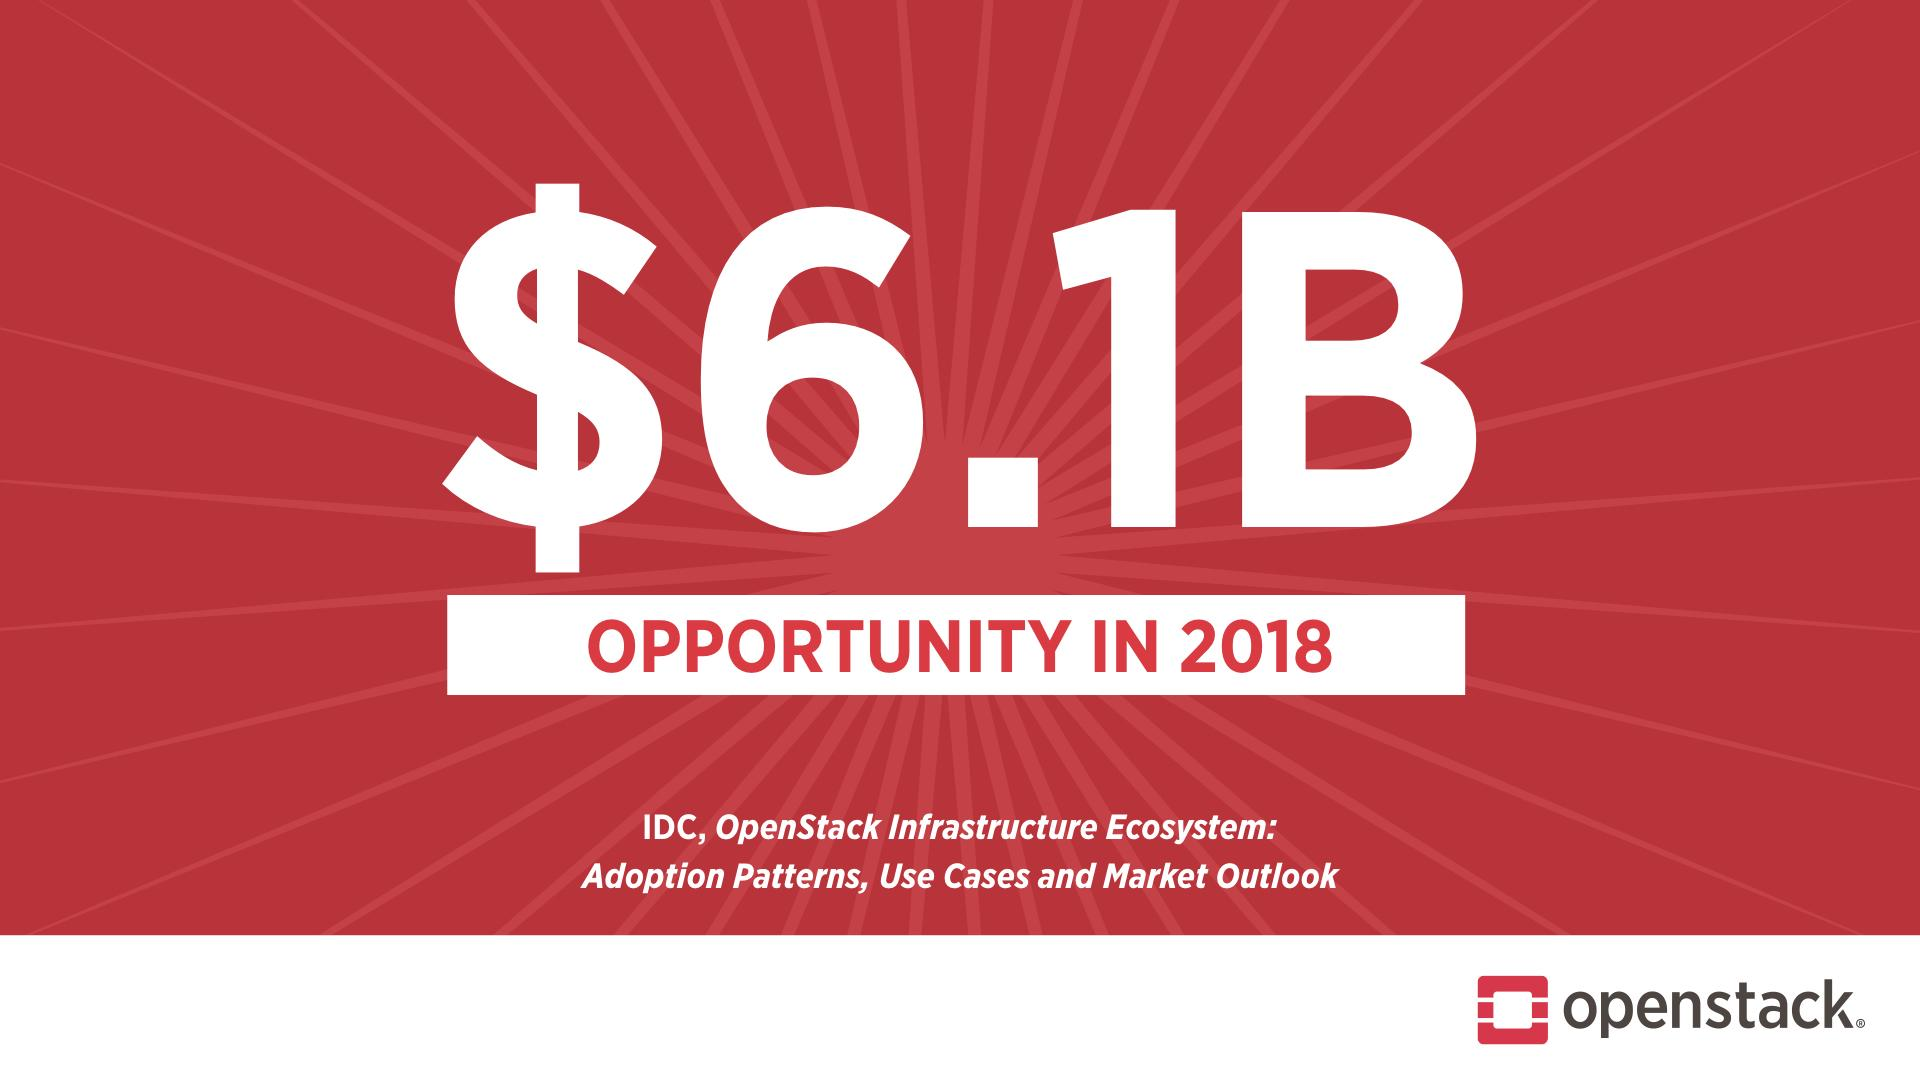 $6.1B
OPPORTUNITY IN 2018
IDC, OpenStack Infrastructure Ecosystem:
Adoption Patterns, Use Cases and Market Outlook
openstack®